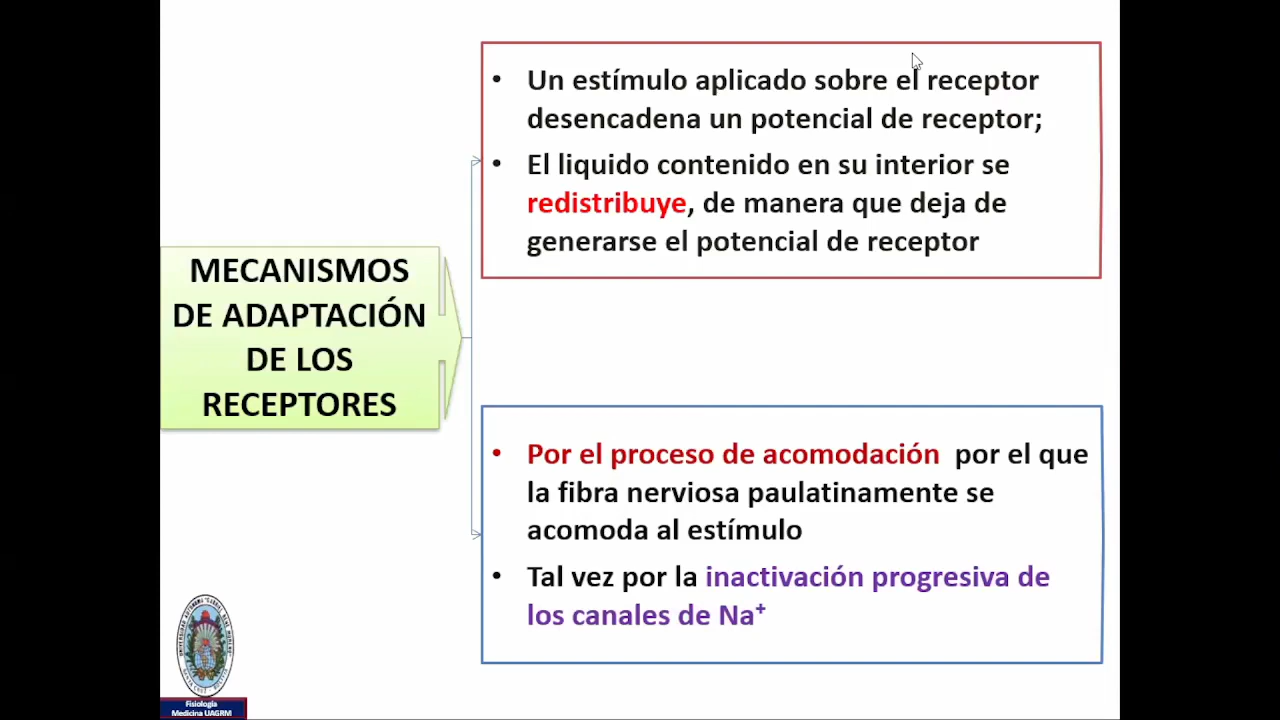 • Un estímulo aplicado sobre el receptor
desencadena un potencial de receptor;
• El liquido contenido en su interior se
redistribuye, de manera que deja de
generarse el potencial de receptor
MECANISMOS
DE ADAPTACIÓN
DE LOS
RECEPTORES
• Por el proceso de acomodación por el que
la fibra nerviosa paulatinamente se
acomoda al estímulo
• Tal vez por la inactivación progresiva de
los canales de Na⁺
Fisiología
Medicina UAGRM